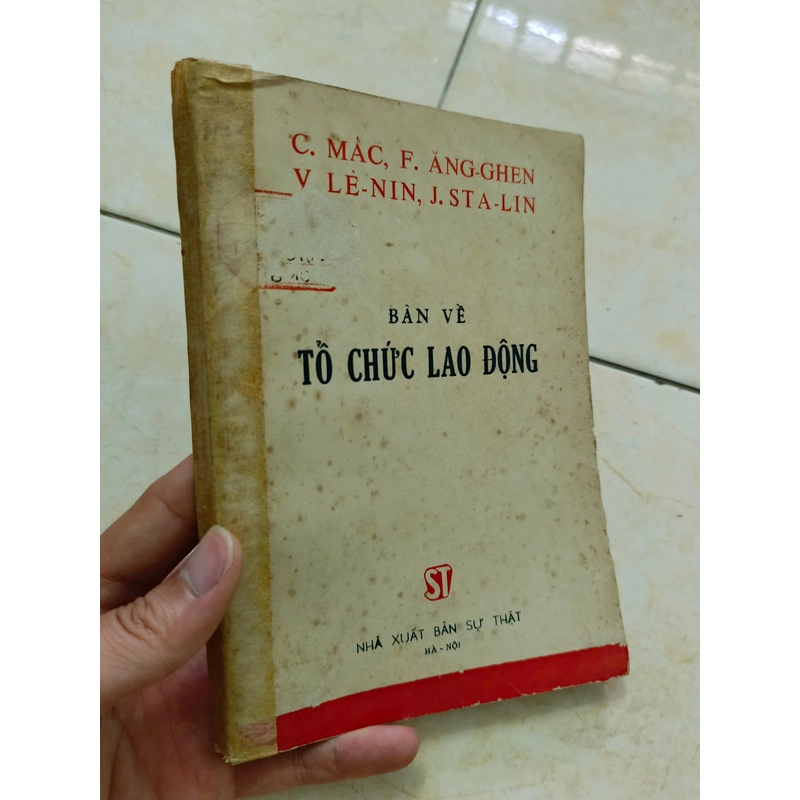 C. MÁC, F. ĂNG-GHEN
V LÊ-NIN, J. STA-LIN
BÀN VỀ
TỔ CHỨC LAO ĐỘNG
ST
NHÀ XUẤT BẢN SỰ THẬT
HÀ - NỘI